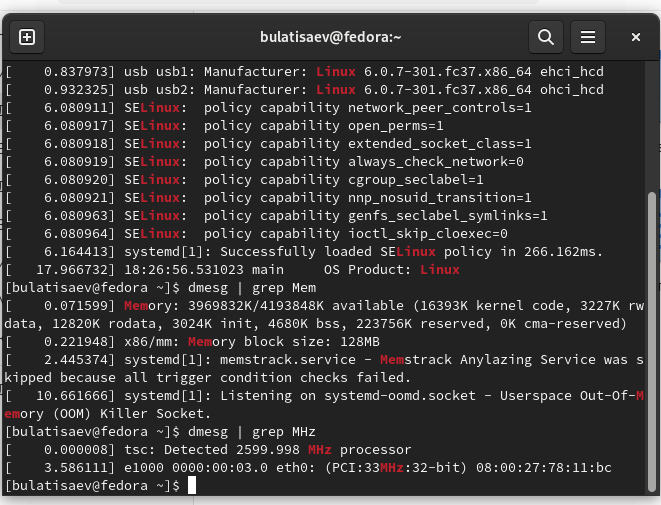 bulatisaev@fedora:~
[    0.837973] usb usb1: Manufacturer: Linux 6.0.7-301.fc37.x86_64 ehci_hcd
[    0.932325] usb usb2: Manufacturer: Linux 6.0.7-301.fc37.x86_64 ohci_hcd
[    6.080911] SELinux:  policy capability network_peer_controls=1
[    6.080917] SELinux:  policy capability open_perms=1
[    6.080918] SELinux:  policy capability extended_socket_class=1
[    6.080919] SELinux:  policy capability always_check_network=0
[    6.080920] SELinux:  policy capability cgroup_seclabel=1
[    6.080921] SELinux:  policy capability nnp_nosuid_transition=1
[    6.080963] SELinux:  policy capability genfs_seclabel_symlinks=1
[    6.080964] SELinux:  policy capability ioctl_skip_cloexec=0
[    6.164413] systemd[1]: Successfully loaded SELinux policy in 266.162ms.
[   17.966732] 18:26:56.531023 main     OS Product: Linux
[bulatisaev@fedora ~]$ dmesg | grep Mem
[    0.071599] Memory: 3969832K/4193848K available (16393K kernel code, 3227K rw
data, 12820K rodata, 3024K init, 4680K bss, 223756K reserved, 0K cma-reserved)
[    0.221948] x86/mm: Memory block size: 128MB
[    2.445374] systemd[1]: memstrack.service - Memstrack Anylazing Service was s
kipped because all trigger condition checks failed.
[   10.661666] systemd[1]: Listening on systemd-oomd.socket - Userspace Out-Of-M
emory (OOM) Killer Socket.
[bulatisaev@fedora ~]$ dmesg | grep MHz
[    0.000008] tsc: Detected 2599.998 MHz processor
[    3.586111] e1000 0000:00:03.0 eth0: (PCI:33MHz:32-bit) 08:00:27:78:11:bc
[bulatisaev@fedora ~]$